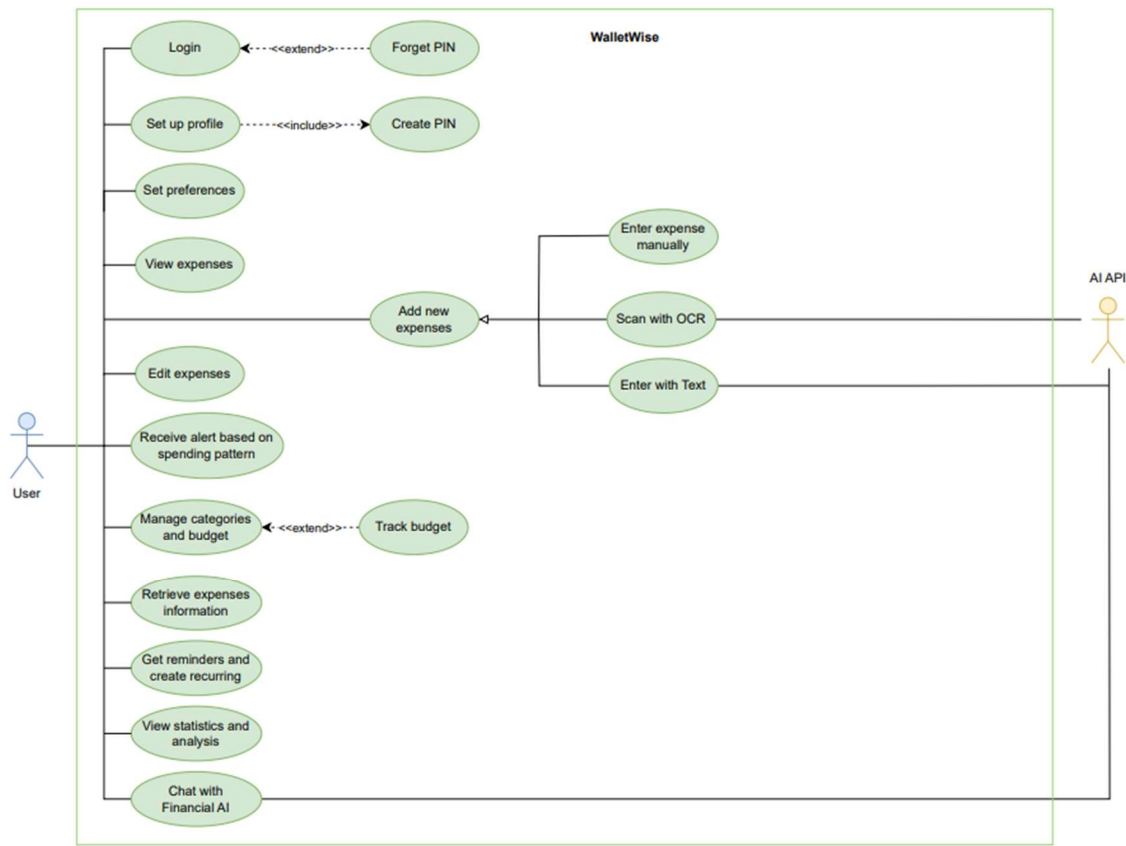 WalletWise
Login
<<extend>>
Forget PIN
Set up profile
<<include>>
Create PIN
Set preferences
View expenses
Enter expense
manually
Add new
expenses
Scan with OCR
AI API
Edit expenses
Enter with Text
Receive alert based on
spending pattern
User
Manage categories
and budget
<<extend>>
Track budget
Retrieve expenses
information
Get reminders and
create recurring
View statistics and
analysis
Chat with
Financial AI